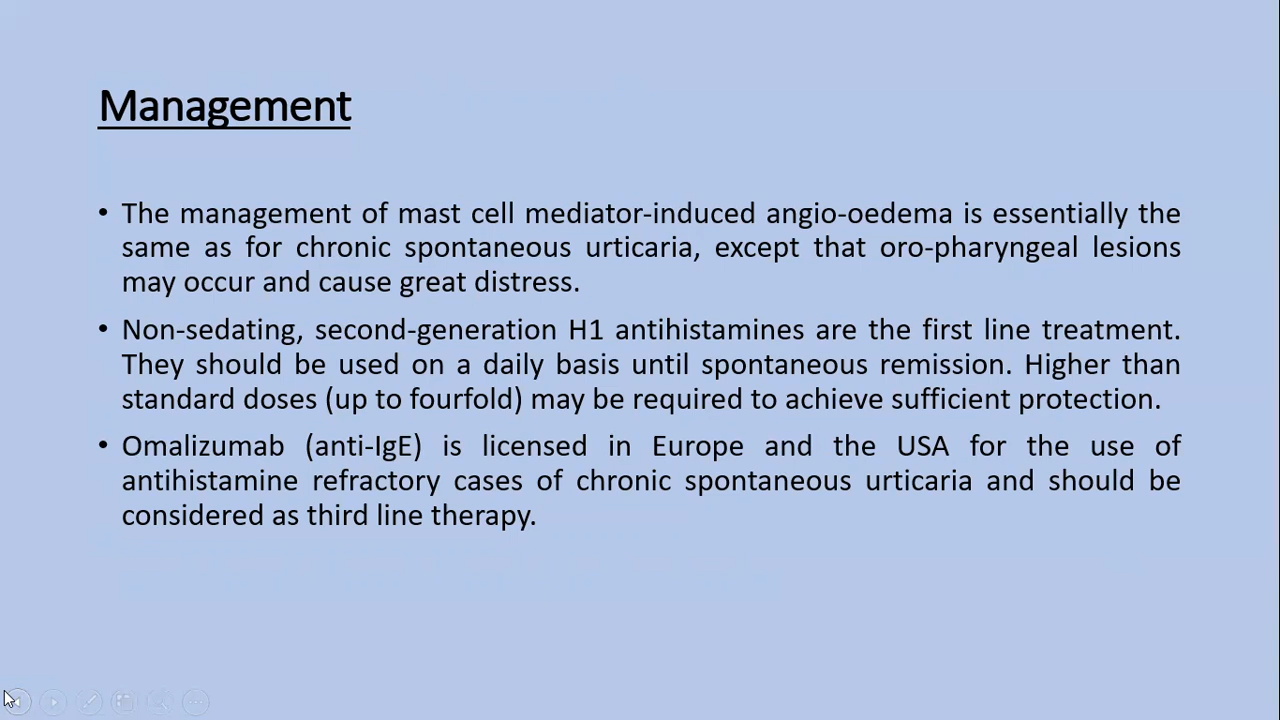 Management
• The management of mast cell mediator-induced angio-oedema is essentially the
same as for chronic spontaneous urticaria, except that oro-pharyngeal lesions
may occur and cause great distress.
• Non-sedating, second-generation H1 antihistamines are the first line treatment.
They should be used on a daily basis until spontaneous remission. Higher than
standard doses (up to fourfold) may be required to achieve sufficient protection.
• Omalizumab (anti-IgE) is licensed in Europe and the USA for the use of
antihistamine refractory cases of chronic spontaneous urticaria and should be
considered as third line therapy.